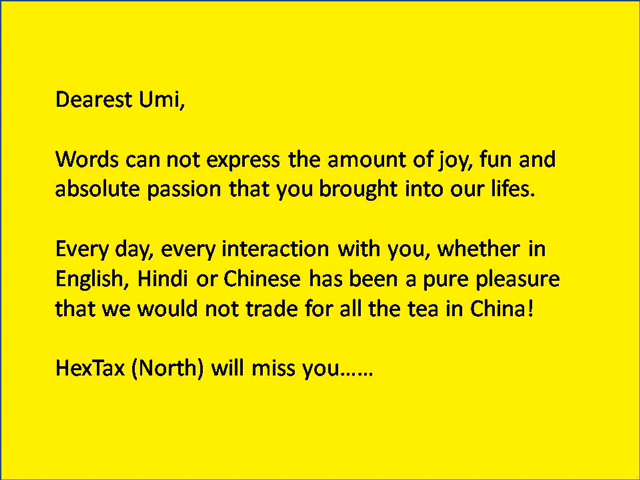 Dearest Umi,
Words can not express the amount of joy, fun and
absolute passion that you brought into our lifes.
Every day, every interaction with you, whether in
English, Hindi or Chinese has been a pure pleasure
that we would not trade for all the tea in China!
HexTax (North) will miss you……